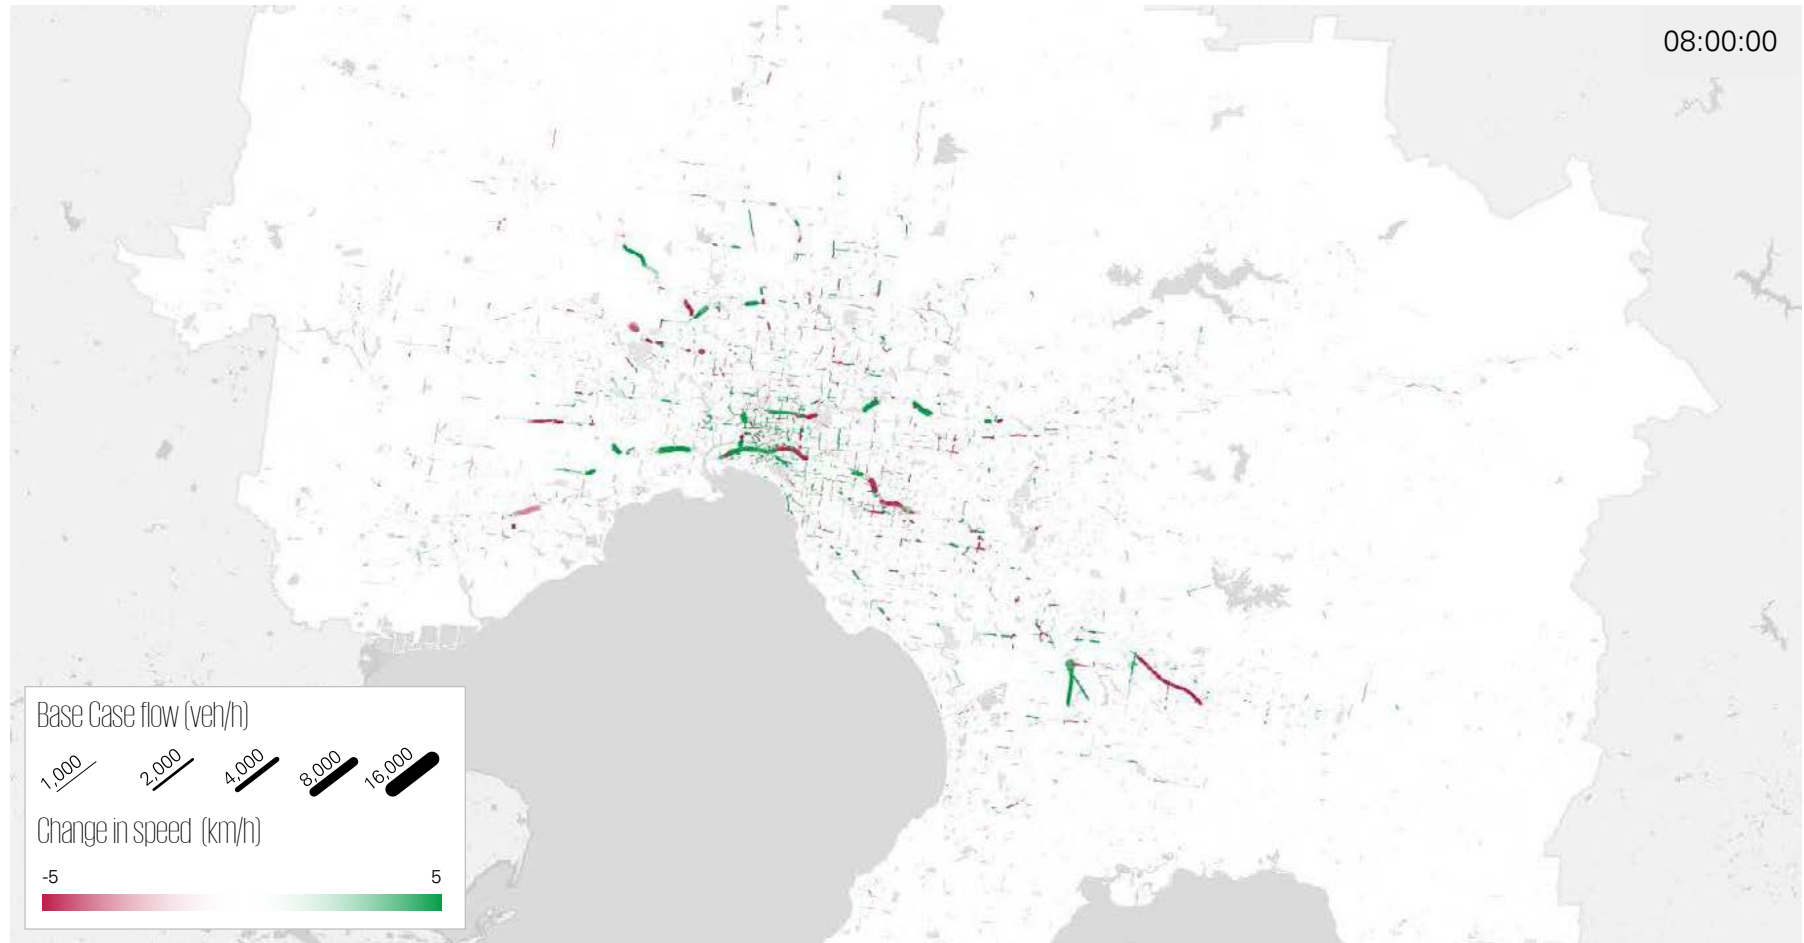 08:00:00
Base Case flow (veh/h)
1,000 2,000 4,000 8,000 16,000
Change in speed (km/h)
-5 5